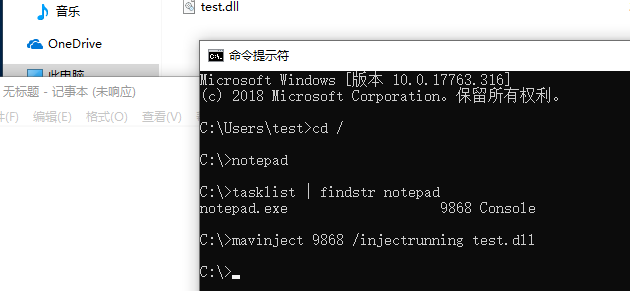 音乐
test.dll
OneDrive
此电脑
无标题 - 记事本 (未响应)
编辑(E)
格式(O)
查看(V)
命令提示符
Microsoft Windows [版本 10.0.17763.316]
(c) 2018 Microsoft Corporation。保留所有权利。
C:\Users\test>cd /
C:\>notepad
C:\>tasklist | findstr notepad
notepad.exe 9868 Console
C:\>mavinject 9868 /injectrunning test.dll
C:\>